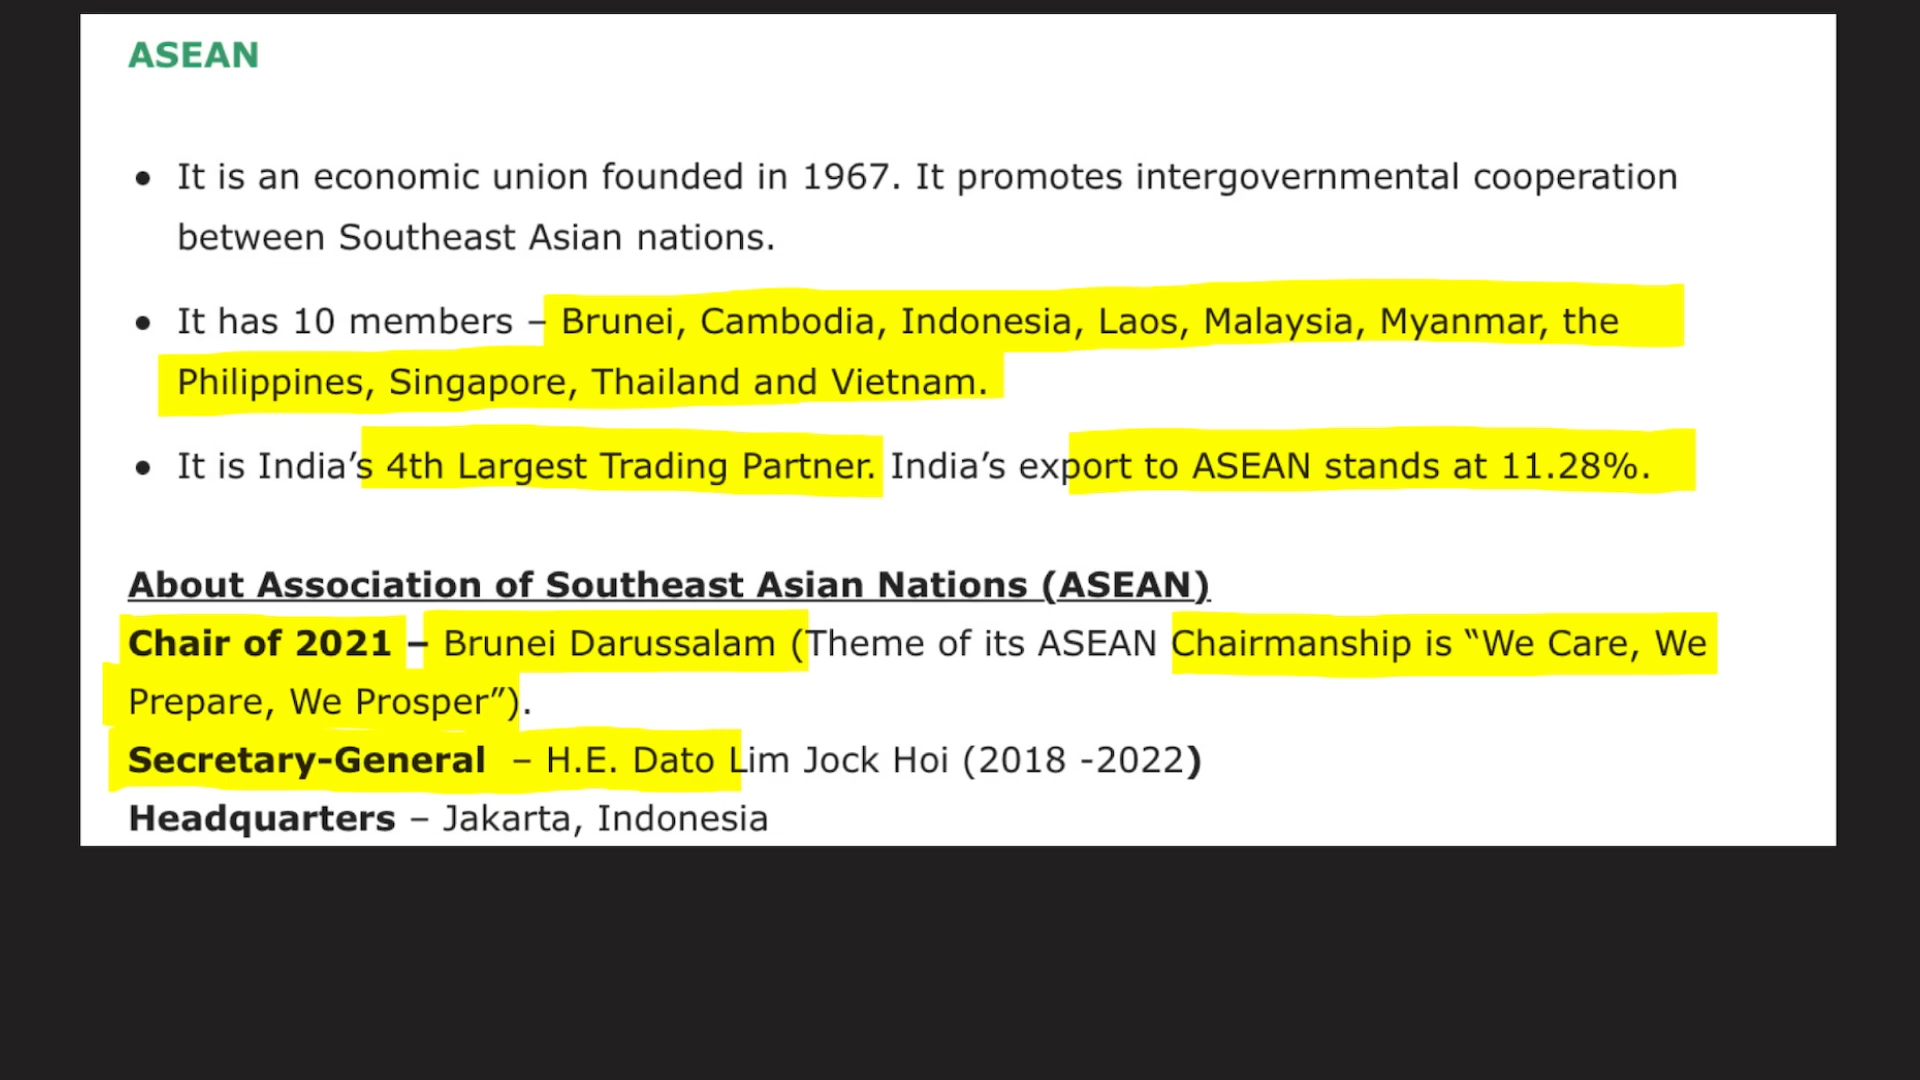 ASEAN
• It is an economic union founded in 1967. It promotes intergovernmental cooperation
between Southeast Asian nations.
• It has 10 members – Brunei, Cambodia, Indonesia, Laos, Malaysia, Myanmar, the
Philippines, Singapore, Thailand and Vietnam.
• It is India’s 4th Largest Trading Partner. India’s export to ASEAN stands at 11.28%.
About Association of Southeast Asian Nations (ASEAN)
Chair of 2021 – Brunei Darussalam (Theme of its ASEAN Chairmanship is “We Care, We
Prepare, We Prosper”).
Secretary-General – H.E. Dato Lim Jock Hoi (2018 -2022)
Headquarters – Jakarta, Indonesia